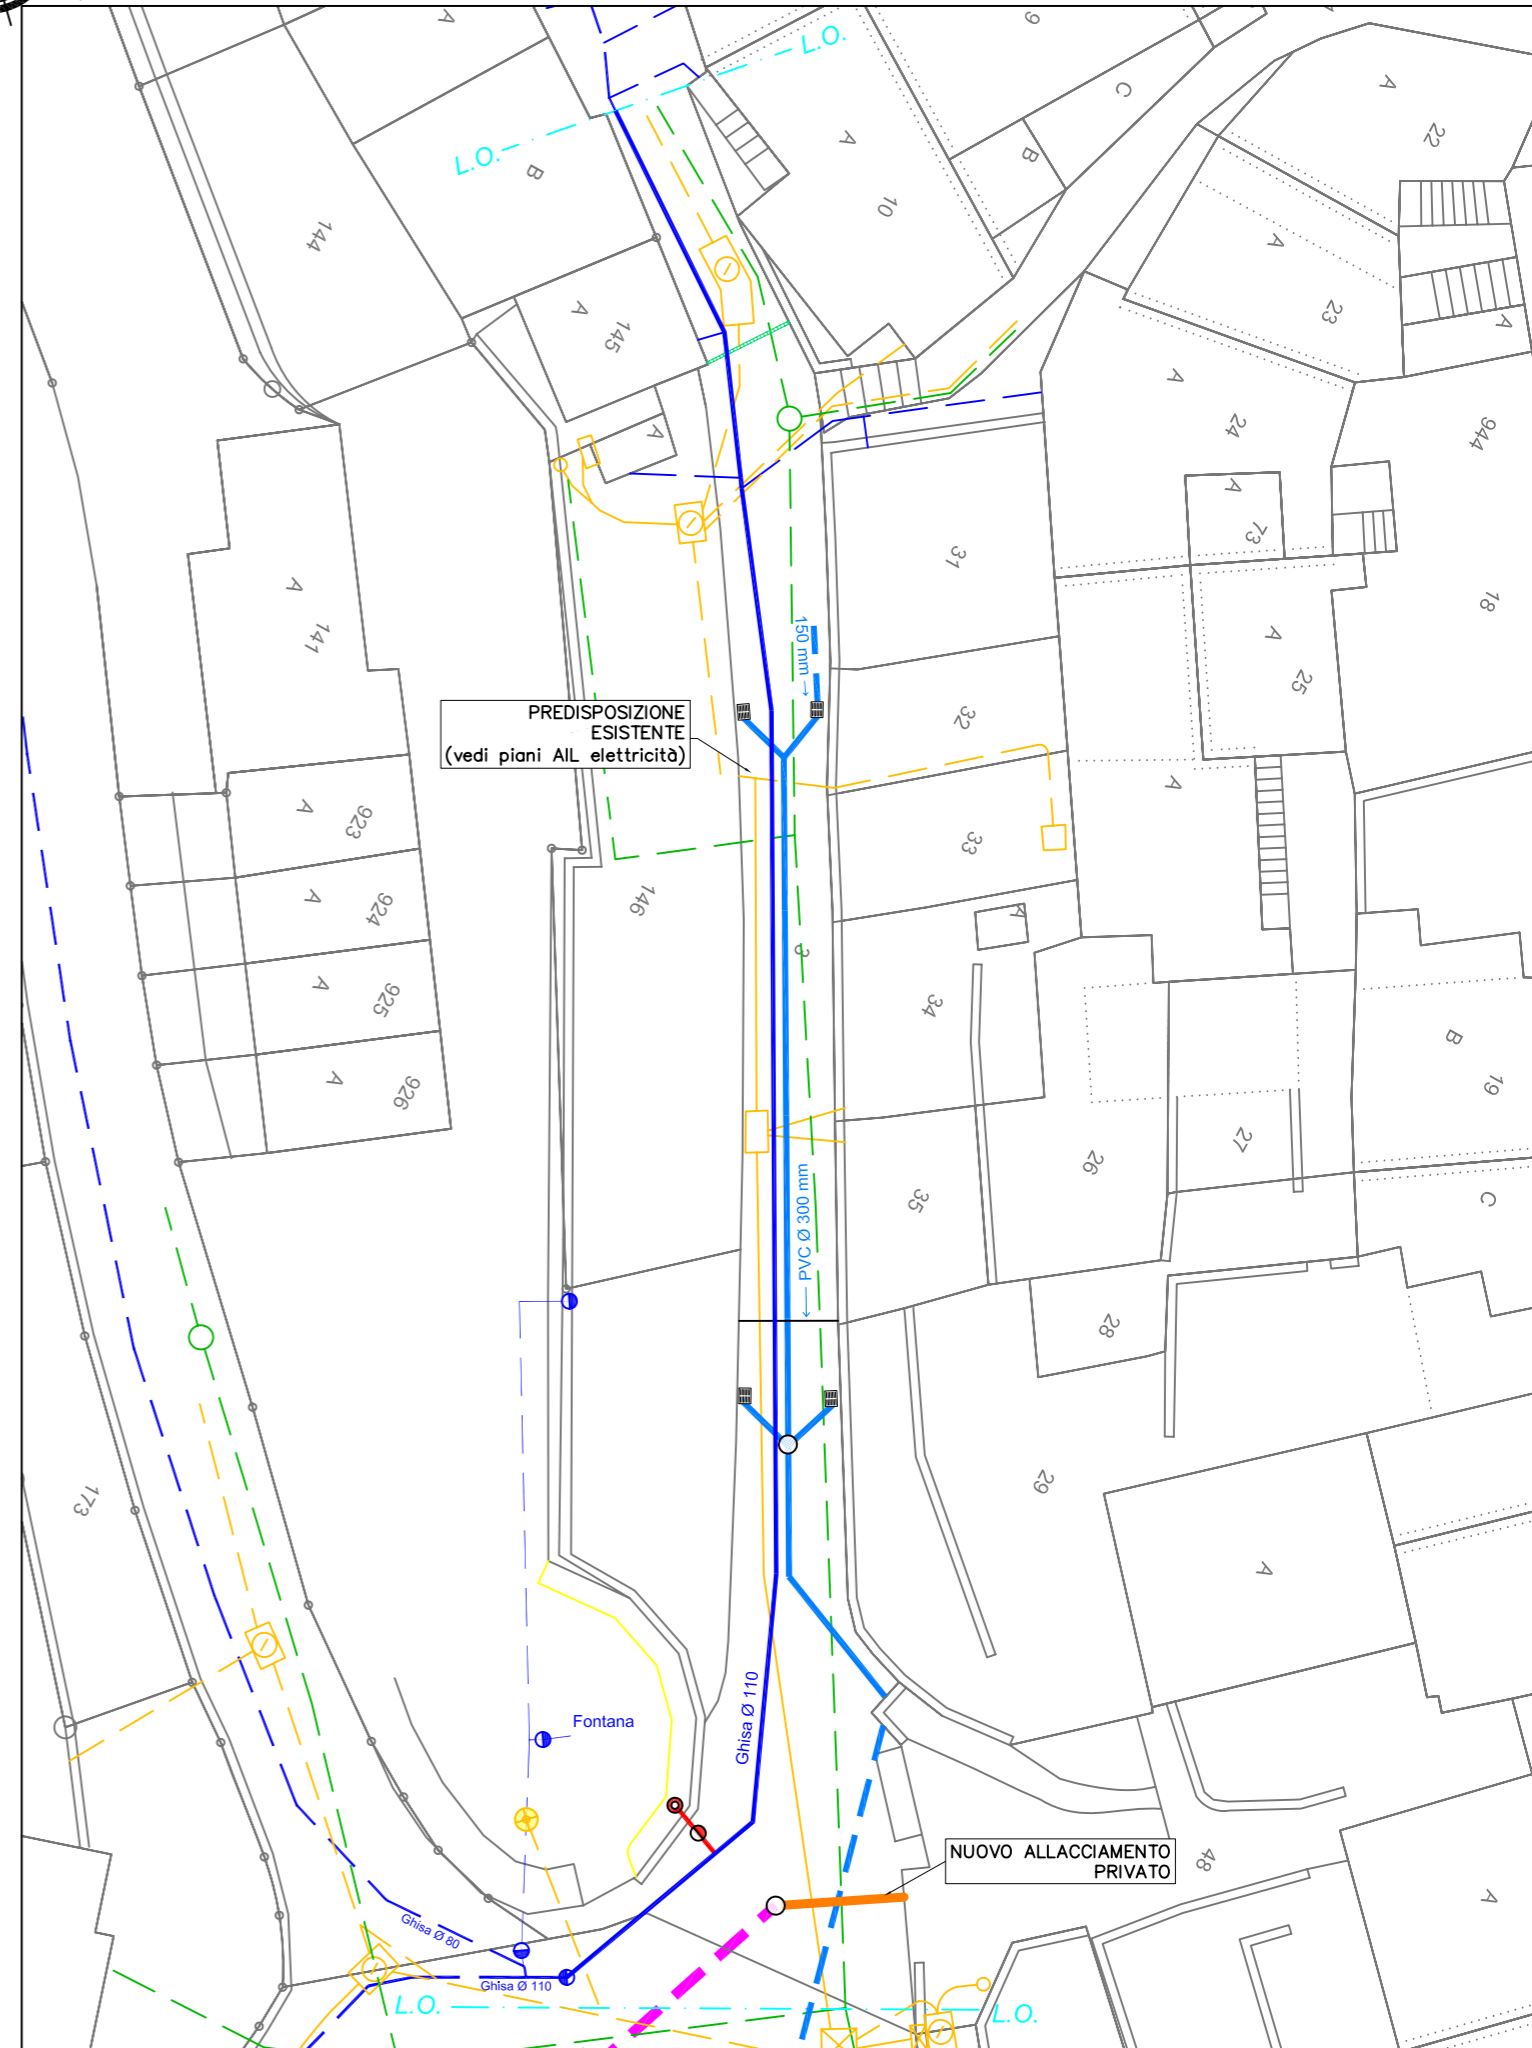 A
9
L.O.
L.O.
C
A
22
A
B
B
A
10
144
A
23
A
A
145
A
24
944
A
A
73
31
18
A
150 mm →
A
25
141
PREDISPOSIZIONE
ESISTENTE
(vedi piani AIL elettricità)
32
A
A
923
33
146
A
924
A
3
34
A
925
B
19
A
926
27
26
PVC Ø 300 mm
35
C
28
29
173
A
Fontana
Ghisa Ø 110
NUOVO ALLACCIAMENTO
PRIVATO
48
A
Ghisa Ø 80
Ghisa Ø 110
L.O.
L.O.